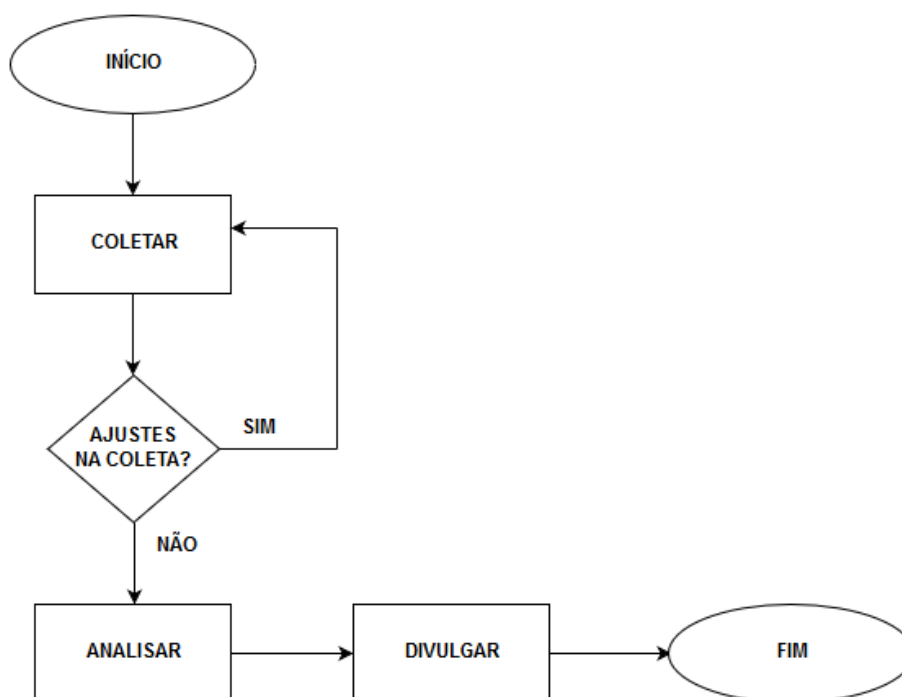 INÍCIO
COLETAR
AJUSTES
NA COLETA?
SIM
NÃO
ANALISAR
DIVULGAR
FIM